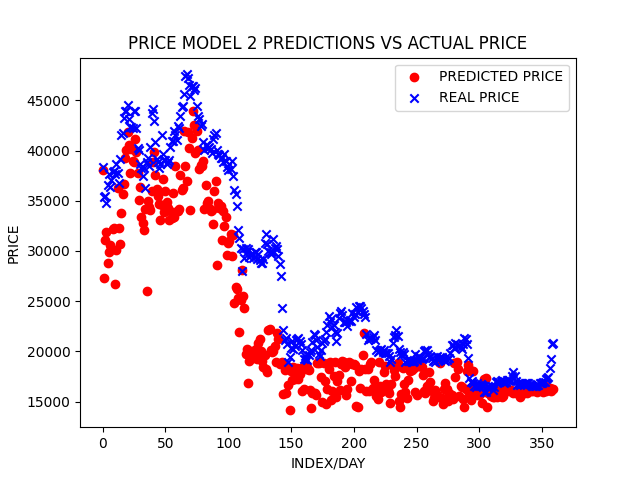 PRICE MODEL 2 PREDICTIONS VS ACTUAL PRICE
PREDICTED PRICE
REAL PRICE
45000
40000
35000
30000
25000
20000
15000
PRICE
0 50 100 150 200 250 300 350
INDEX/DAY